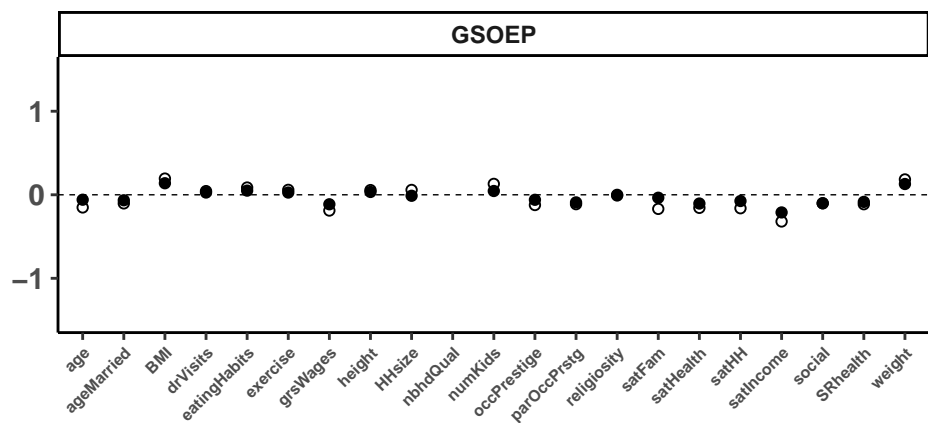 GSOEP
1
0
−1
age
ageMarried
BMI
drVisits
eatingHabits
exercise
grsWages
height
HHsize
nbhdQual
numKids
occPrestige
parOccPrstg
religiosity
satFam
satHealth
satHH
satIncome
social
SRhealth
weight